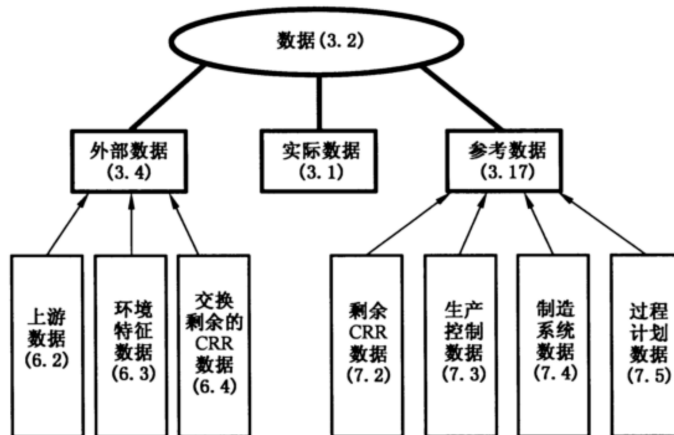 数据(3.2)
外部数据
(3.4)
实际数据
(3.1)
参考数据
(3.17)
上游
数据
(6.2)
环境
特征
数据
(6.3)
交换
剩余的
CRR
数据
(6.4)
剩余
CRR
数据
(7.2)
生产
控制
数据
(7.3)
制造
系统
数据
(7.4)
过程
计划
数据
(7.5)